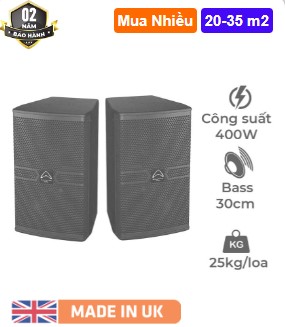 02
NĂM
BẢO HÀNH
Mua Nhiều
20-35 m2
Công suất
400W
Bass
30cm
KG
25kg/loa
MADE IN UK